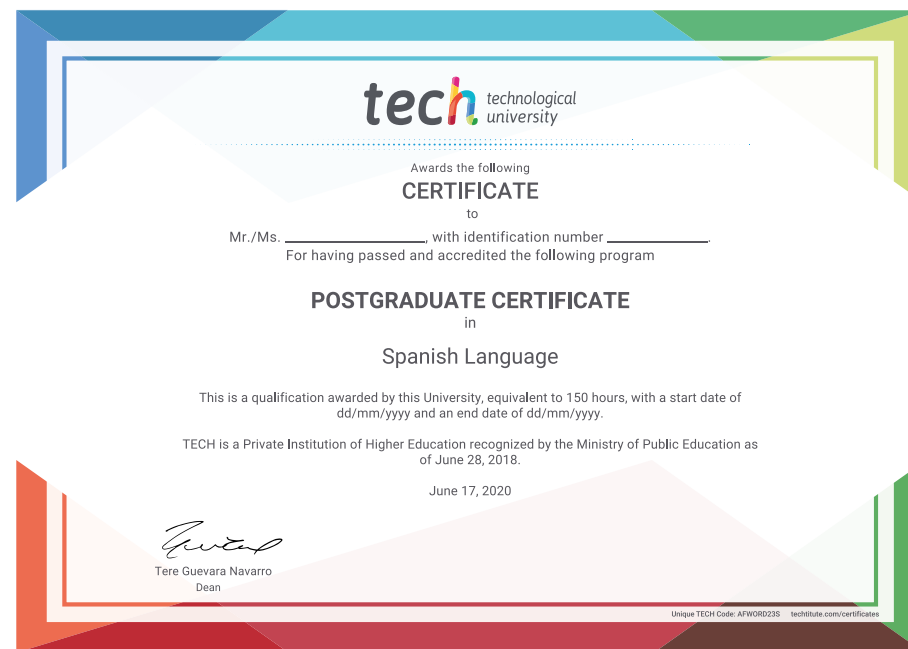 tech technological
university
Awards the following
CERTIFICATE
to
Mr./Ms. ____________________, with identification number _______________.
For having passed and accredited the following program
POSTGRADUATE CERTIFICATE
in
Spanish Language
This is a qualification awarded by this University, equivalent to 150 hours, with a start date of
dd/mm/yyyy and an end date of dd/mm/yyyy.
TECH is a Private Institution of Higher Education recognized by the Ministry of Public Education as
of June 28, 2018.
June 17, 2020
Tere Guevara Navarro
Dean
Unique TECH Code: AFWORD23S techtitute.com/certificates